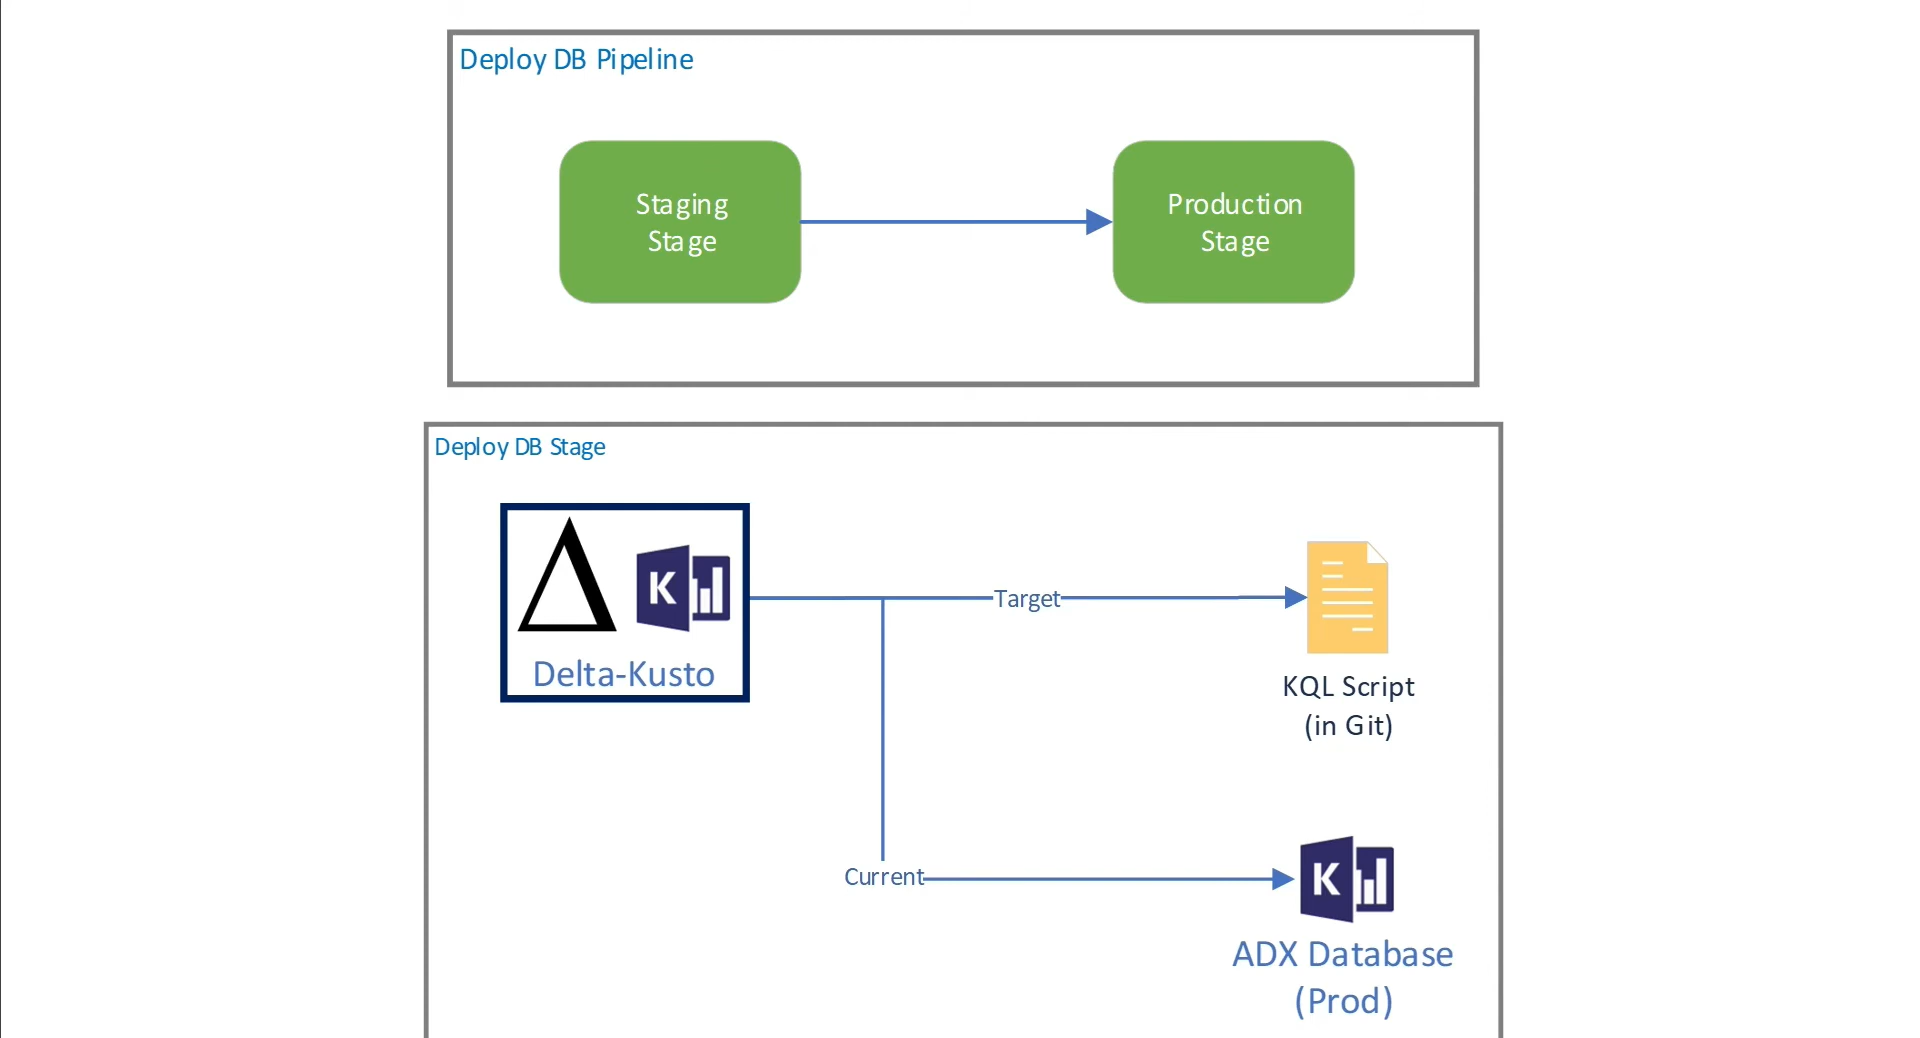 Deploy DB Pipeline
Staging
Stage
Production
Stage
Deploy DB Stage
K
Delta-Kusto
Target
KQL Script
(in Git)
Current
K
ADX Database
(Prod)